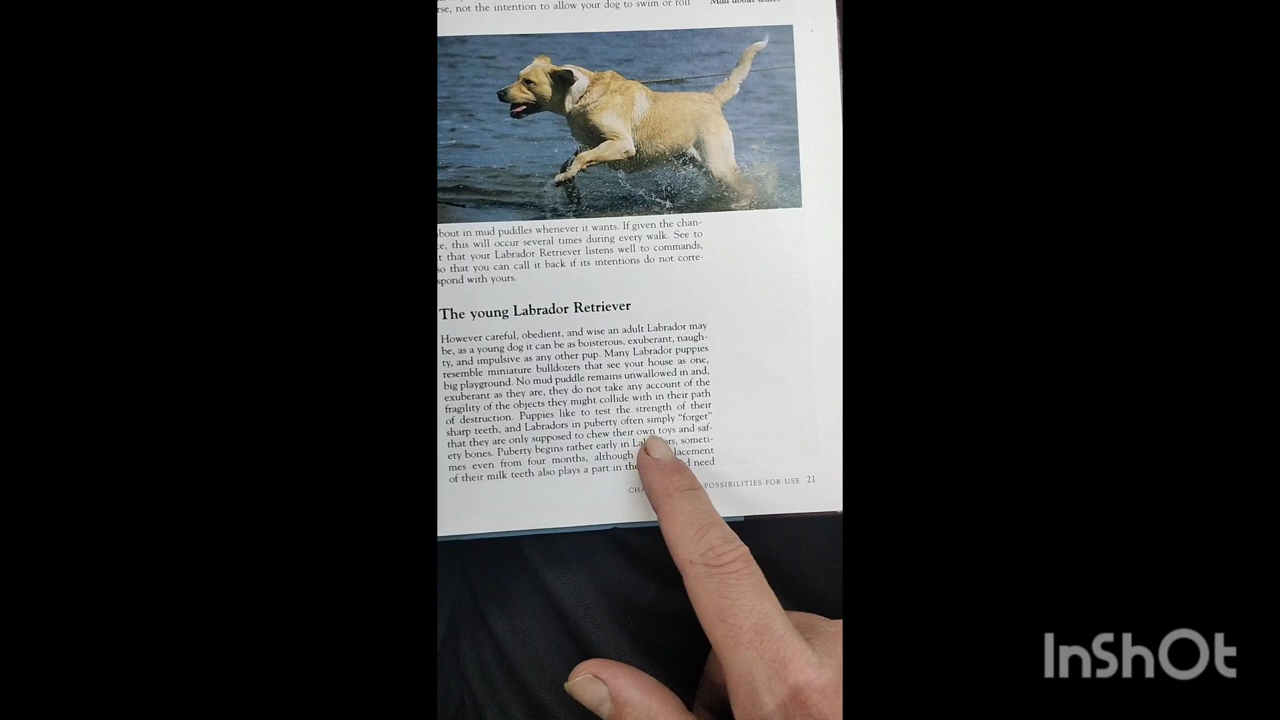 rse, not the intention to allow your dog to swim or roll
Mad about water.
about in mud puddles whenever it wants. If given the chan-
ce, this will occur several times during every walk. See to
t that your Labrador Retriever listens well to commands,
so that you can call it back if its intentions do not corre-
spond with yours.
The young Labrador Retriever
However careful, obedient, and wise an adult Labrador may
be, as a young dog it can be as boisterous, exuberant, naugh-
ty, and impulsive as any other pup. Many Labrador puppies
resemble miniature bulldozers that see your house as one,
big playground. No mud puddle remains unwallowed in and,
exuberant as they are, they do not take any account of the
fragility of the objects they might collide with in their path
of destruction. Puppies like to test the strength of their
sharp teeth, and Labradors in puberty often simply “forget”
that they are only supposed to chew their own toys and saf-
ety bones. Puberty begins rather early in Lab ors, someti-
mes even from four months, although lacement
of their milk teeth also plays a part in the d need
CHA POSSIBILITIES FOR USE 21
InShOt